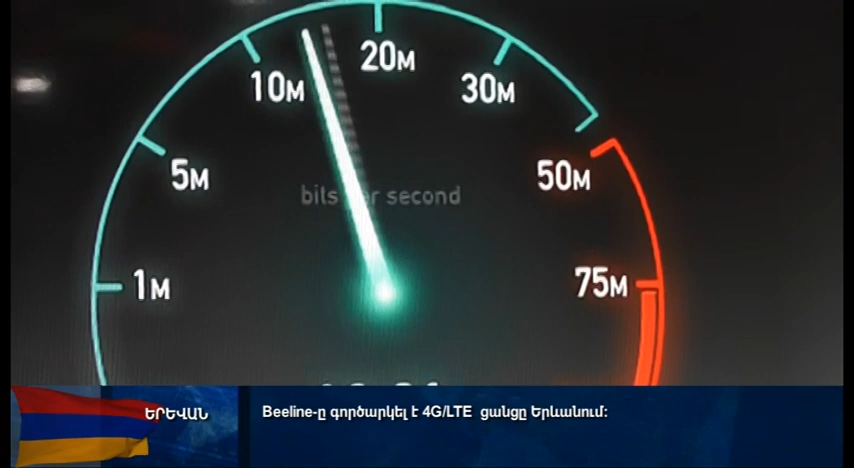 20M
10M
30M
5M
50M
bits per second
1M
75M
ԵՐԵՎԱՆ
Beeline-ը գործարկել է 4G/LTE ցանցը Երևանում: